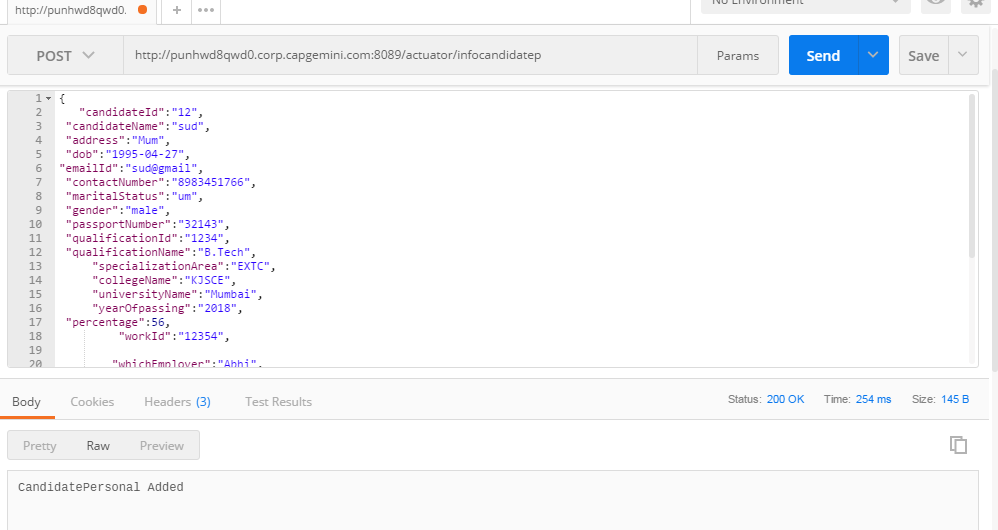 http://punhwd8qwd0.
No Environment
POST http://punhwd8qwd0.corp.capgemini.com:8089/actuator/infocandidatep Params Send Save
1 {
2 "candidateId":"12",
3 "candidateName":"sud",
4 "address":"Mum",
5 "dob":"1995-04-27",
6 "emailId":"sud@gmail",
7 "contactNumber":"8983451766",
8 "maritalStatus":"um",
9 "gender":"male",
10 "passportNumber":"32143",
11 "qualificationId":"1234",
12 "qualificationName":"B.Tech",
13 "specializationArea":"EXTC",
14 "collegeName":"KJSCE",
15 "universityName":"Mumbai",
16 "yearOfpassing":"2018",
17 "percentage":56,
18 "workId":"12354",
19
20 "whichEmployer":"Abhi",
Body Cookies Headers (3) Test Results Status: 200 OK Time: 254 ms Size: 145 B
Pretty Raw Preview
CandidatePersonal Added